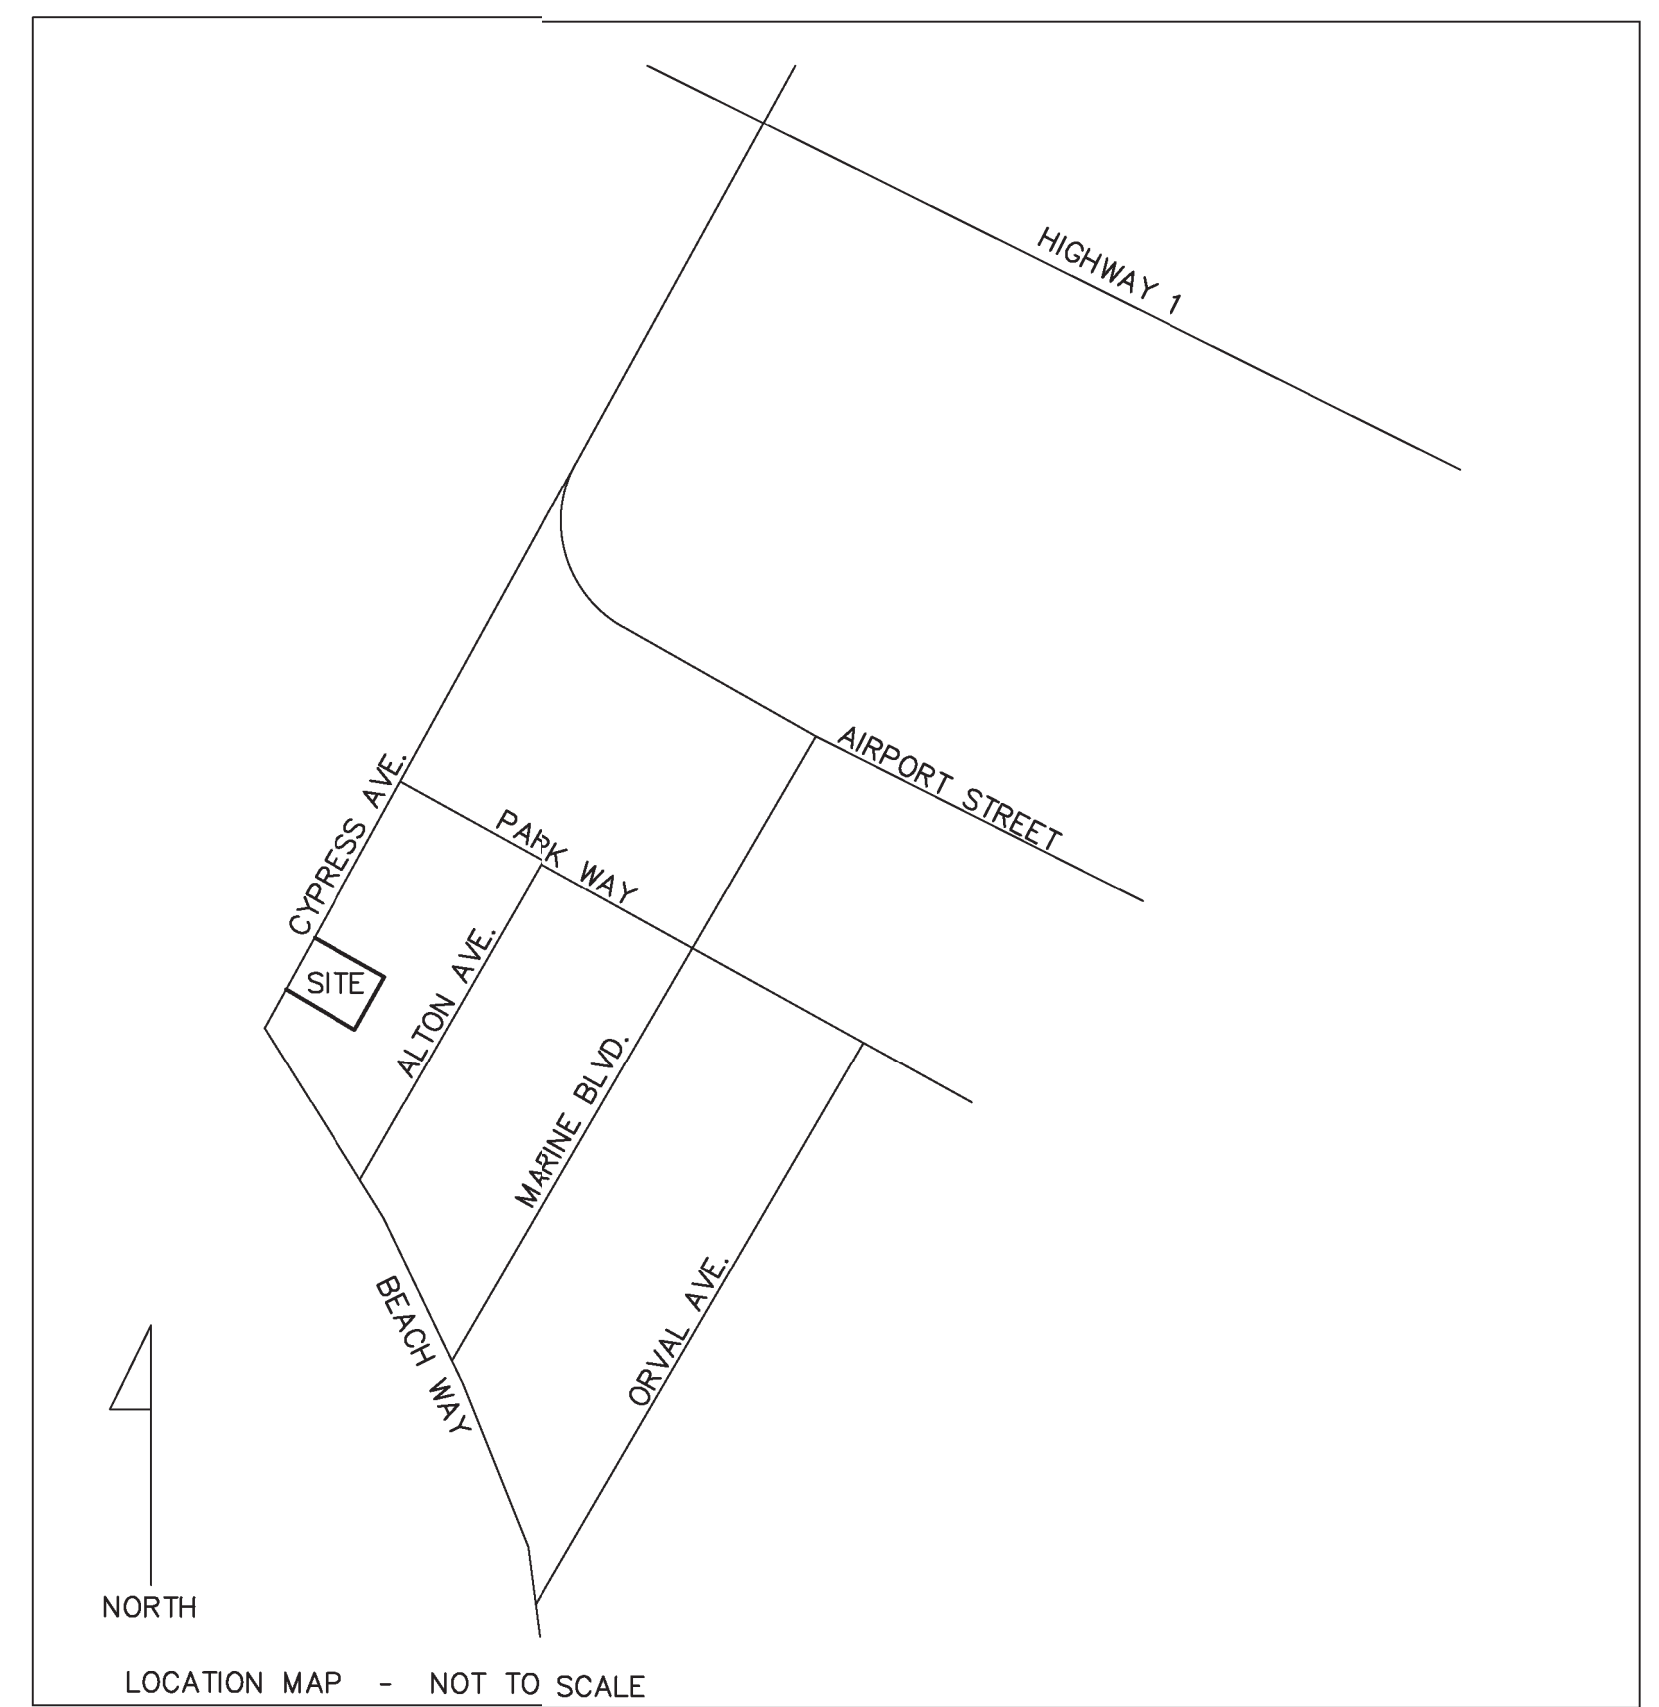 HIGHWAY 1
AIRPORT STREET
CYPRESS AVE.
PARK WAY
SITE
ALTON AVE.
MARINE BLVD.
BEACH WAY
ORVAL AVE.
NORTH
LOCATION MAP - NOT TO SCALE